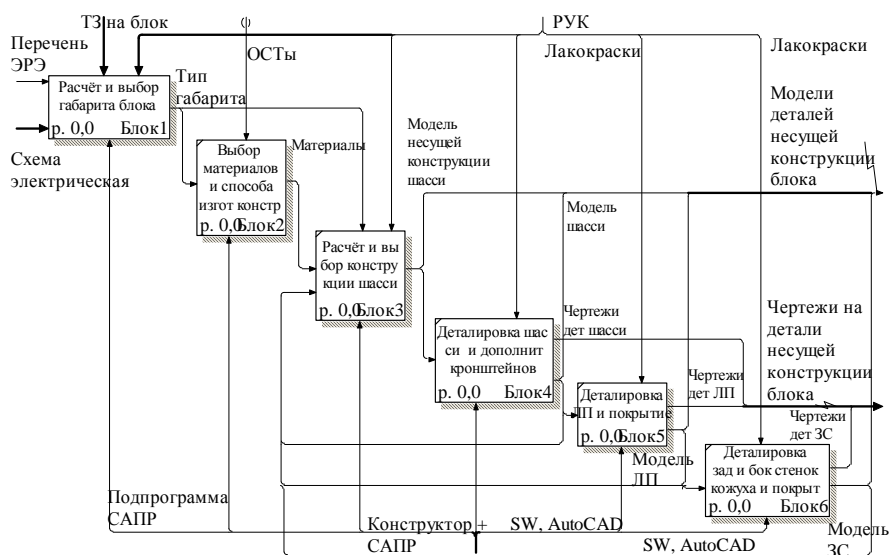 ТЗ на блок
РУК
Перечень
ЭРЭ
ОСТы
Лакокраски
Лакокраски
Расчёт и выбор
габарита блока
р. 0,0 Блок1
Тип
габарита
Схема
электрическая
Выбор
материалов
и способа
изгот констр
р. 0,0 Блок2
Материалы
Модель
несущей
конструкции
шасси
Модели
деталей
несущей
конструкции
блока
Модель
шасси
Расчёт и вы
бор констру
кции шасси
р. 0,0 Блок3
Чертежи
дет шасси
Чертежи на
детали
несущей
конструкции
блока
Деталировка шас
си и дополнит
кронштейнов
р. 0,0 Блок4
Чертежи
дет ЛП
Деталировка
ЛП и покрытие
р. 0,0 Блок5
Чертежи
дет ЗС
Модель
ЛП
Деталировка
зад и бок стенок
кожуха и покрыт
р. 0,0 Блок6
Подпрограмма
САПР
Конструктор +
САПР
SW, AutoCAD
SW, AutoCAD
Модель
ЗС